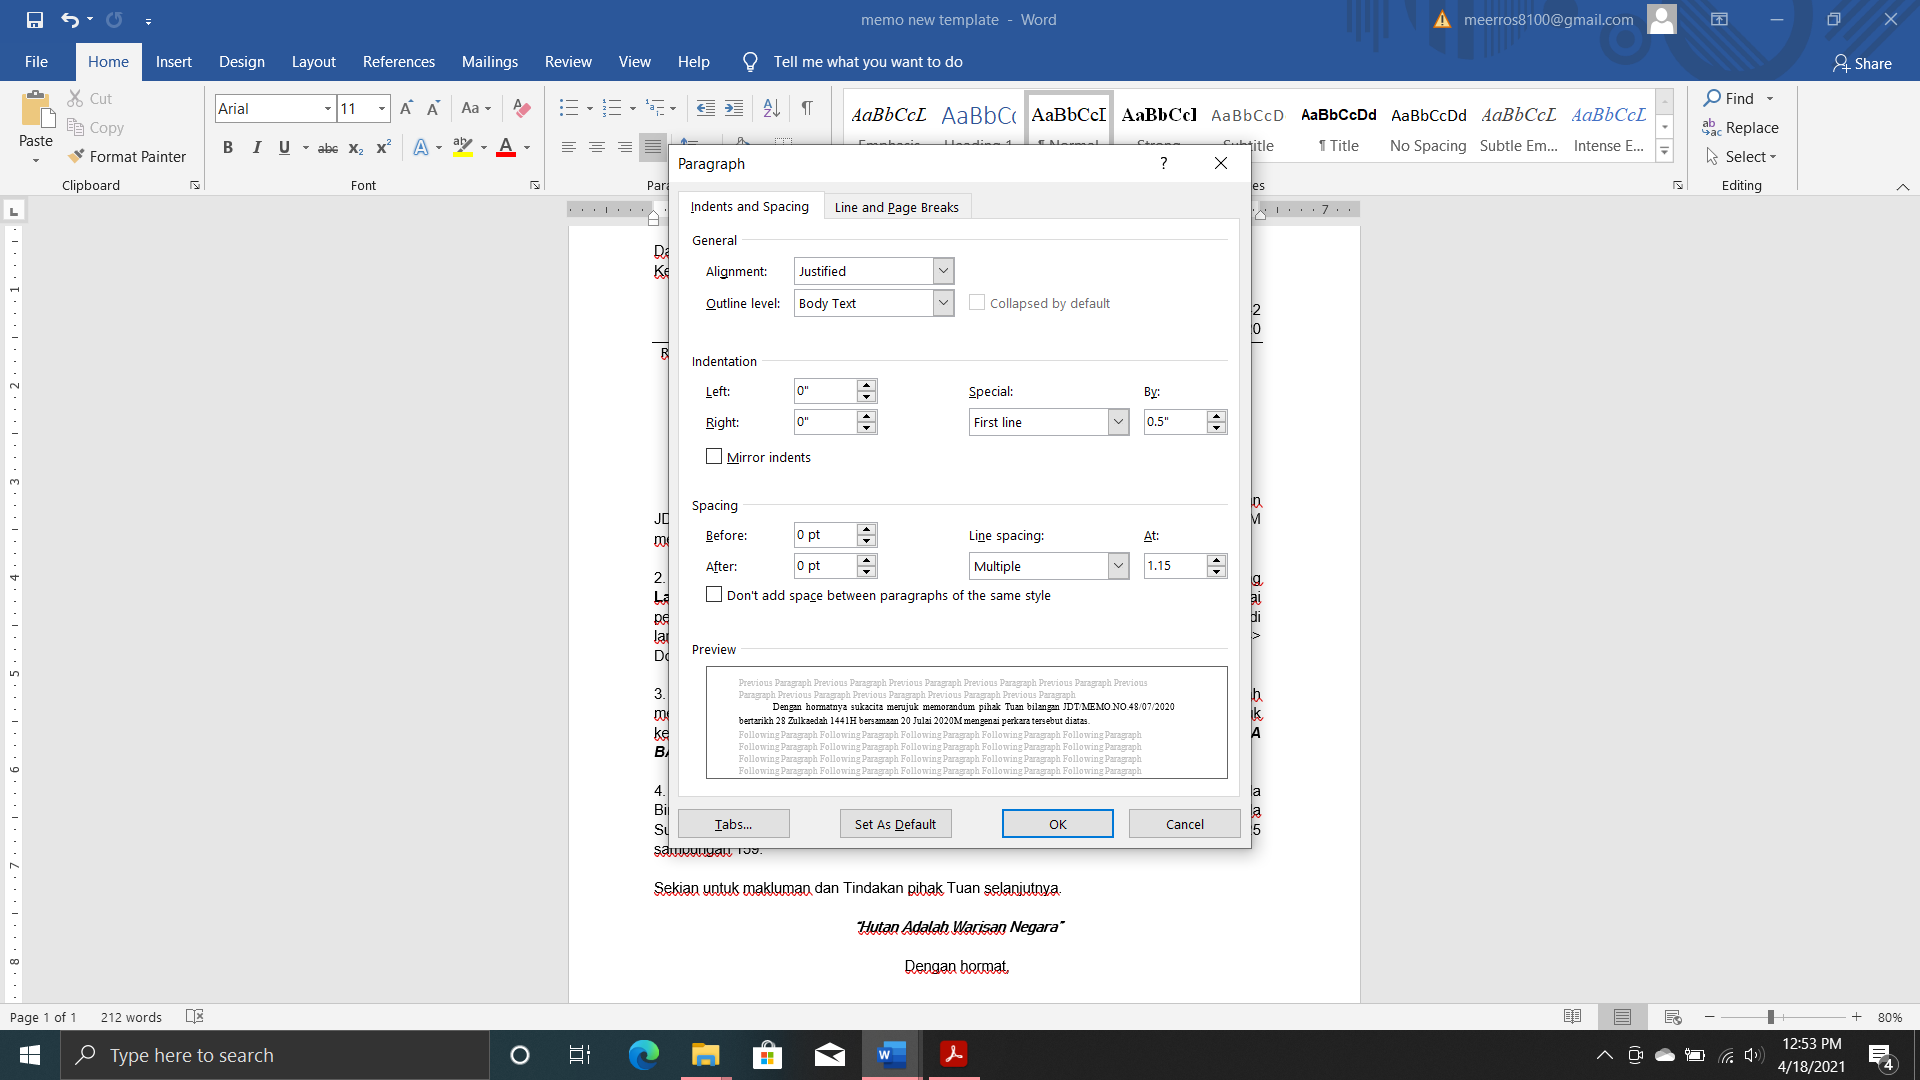 memo new template - Word
meerros8100@gmail.com
File Home Insert Design Layout References Mailings Review View Help Tell me what you want to do Share
Paste
Cut
Copy
Format Painter
Clipboard
Arial 11 Aa
B I U abc X2 X2 A ab A
Font
AaBbCcL AaBbCc AaBbCcI AaBbCcl AaBbCcD AaBbCcDd AaBbCcDd AaBbCcL AaBbCcL
Subtitle ¶ Title No Spacing Subtle Em... Intense E...
Find
Replace
Select
Editing
Paragraph ?
Indents and Spacing Line and Page Breaks
General
Alignment: Justified
Outline level: Body Text Collapsed by default
Indentation
Left: 0" Special: By:
Right: 0" First line 0.5"
Mirror indents
Spacing
Before: 0 pt Line spacing: At:
After: 0 pt Multiple 1.15
Don't add space between paragraphs of the same style
Preview
Previous Paragraph Previous Paragraph Previous Paragraph Previous Paragraph Previous Paragraph Previous
Paragraph Previous Paragraph Previous Paragraph Previous Paragraph Previous Paragraph
Dengan hormatnya sukacita merujuk memorandum pihak Tuan bilangan JDT/MEMO.NO.48/07/2020
bertarikh 28 Zulkaedah 1441H bersamaan 20 Julai 2020M mengenai perkara tersebut diatas.
Following Paragraph Following Paragraph Following Paragraph Following Paragraph Following Paragraph
Following Paragraph Following Paragraph Following Paragraph Following Paragraph Following Paragraph
Following Paragraph Following Paragraph Following Paragraph Following Paragraph Following Paragraph
Following Paragraph Following Paragraph Following Paragraph Following Paragraph Following Paragraph
Tabs... Set As Default OK Cancel
2.
3.
4.
sambungan 159.
Sekian untuk makluman dan Tindakan pihak Tuan selanjutnya.
“Hutan Adalah Warisan Negara”
Dengan hormat,
Page 1 of 1 212 words 80%
Type here to search
12:53 PM
4/18/2021
4